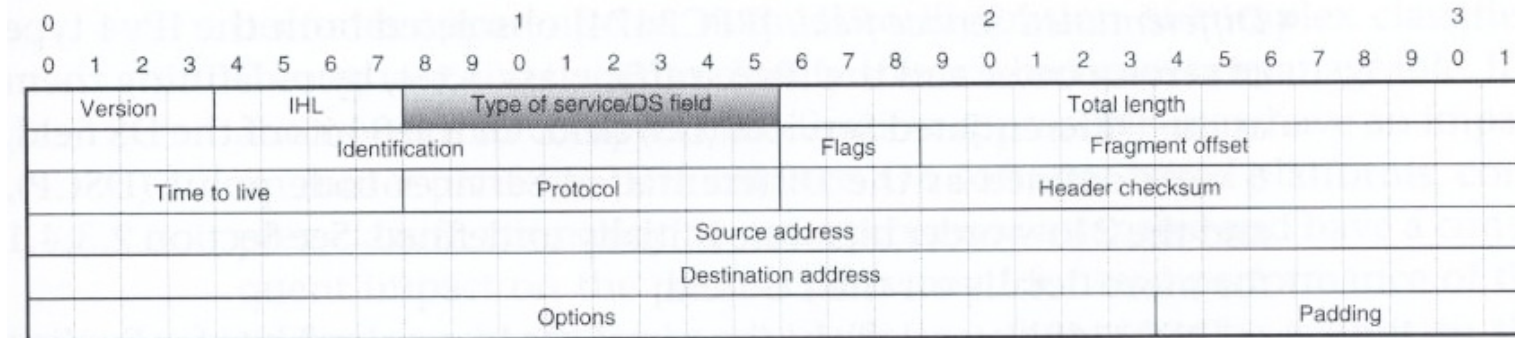 0 1 2 3
0 1 2 3 4 5 6 7 8 9 0 1 2 3 4 5 6 7 8 9 0 1 2 3 4 5 6 7 8 9 0 1
Version IHL Type of service/DS field Total length
Identification Flags Fragment offset
Time to live Protocol Header checksum
Source address
Destination address
Options Padding